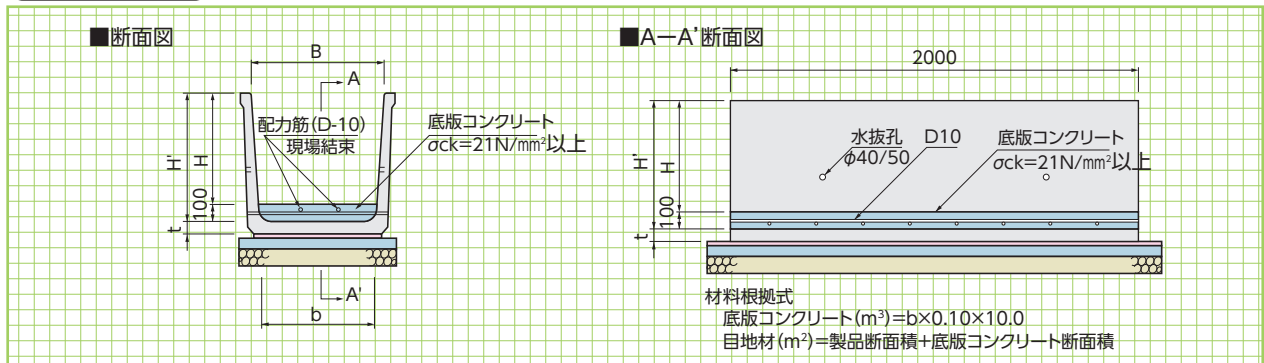 ■断面図
B
A
配力筋(D-10)
現場結束
底版コンクリート
σck=21N/mm²以上
H'
H
100
t
A'
b
■A－A'断面図
2000
水抜孔
φ40/50
D10
底版コンクリート
σck=21N/mm²以上
H'
H
100
t
材料根拠式
底版コンクリート(m³)=b×0.10×10.0
目地材(m²)=製品断面積+底版コンクリート断面積